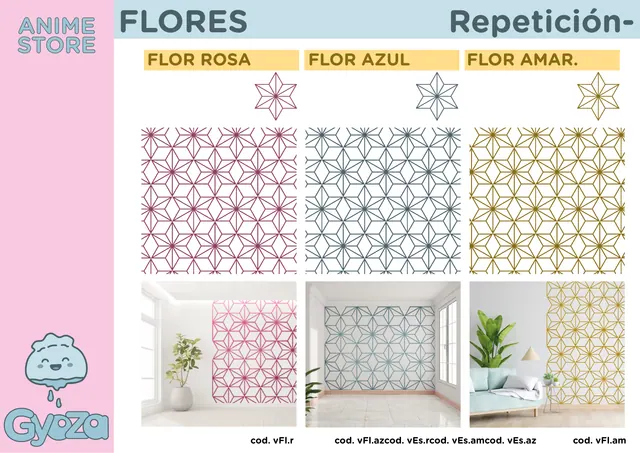 ANIME
STORE
FLORES
Repetición-
FLOR ROSA
FLOR AZUL
FLOR AMAR.
Gyoza
cod. vFl.r
cod. vFl.azcod. vEs.rcod. vEs.amcod. vEs.az
cod. vFl.am